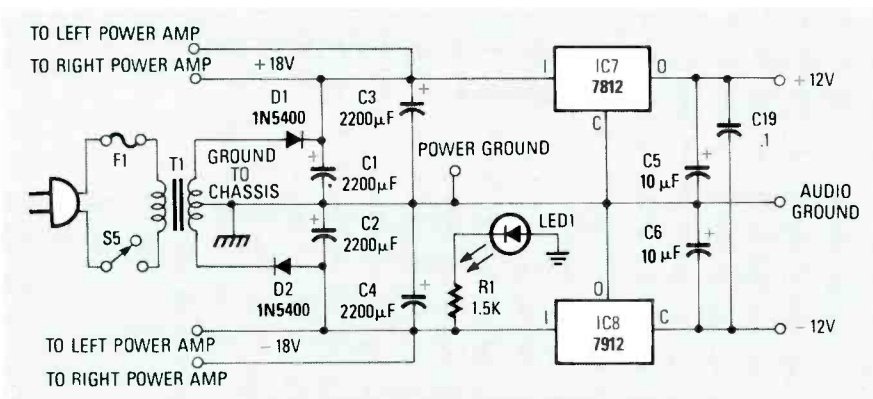 TO LEFT POWER AMP
TO RIGHT POWER AMP
+18V
D1
1N5400
C3
2200µF
I
IC7
7812
O
C
+12V
C19
.1
F1
T1
GROUND
TO
CHASSIS
C1
2200µF
POWER GROUND
C5
10 µF
AUDIO
GROUND
S5
C2
2200µF
LED1
C6
10 µF
D2
1N5400
C4
2200µF
R1
1.5K
I
O
IC8
7912
C
−12V
TO LEFT POWER AMP
−18V
TO RIGHT POWER AMP